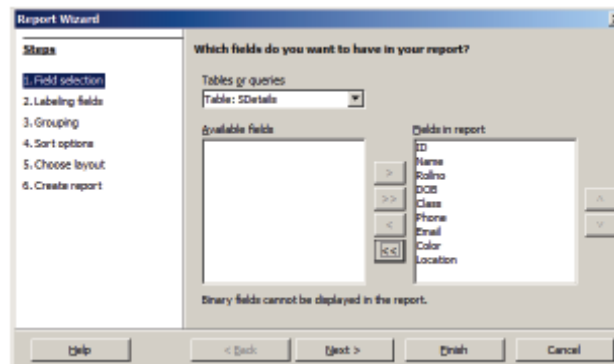 Report Wizard
Steps
1. Field selection
2. Labeling fields
3. Grouping
4. Sort options
5. Choose layout
6. Create report
Which fields do you want to have in your report?
Tables or queries
Table: SDetails
Available fields
Fields in report
ID
Name
Rollno
DOB
Class
Phone
Email
Color
Location
>
>>
<
<<
^
v
Binary fields cannot be displayed in the report.
Help
< Back
Next >
Finish
Cancel